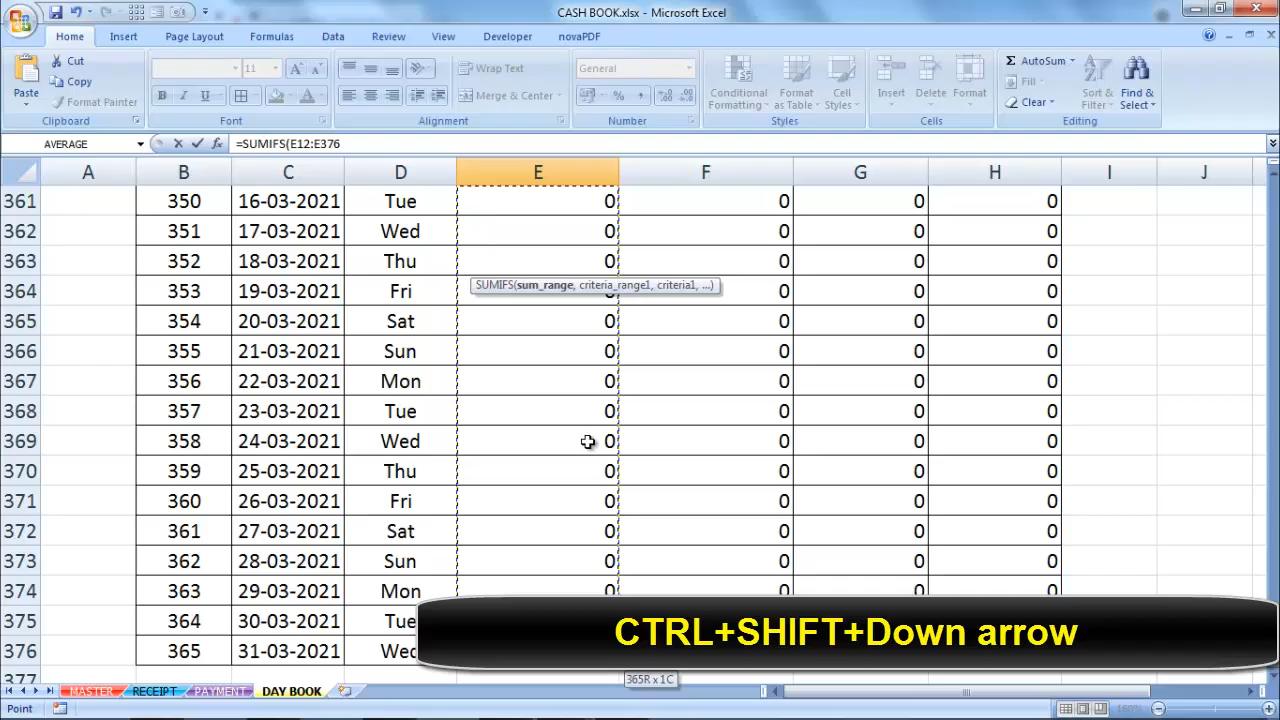 CASH BOOK.xlsx - Microsoft Excel
Home Insert Page Layout Formulas Data Review View Developer novaPDF
Paste Cut Copy Format Painter Clipboard
11 B I U A Font
Wrap Text Merge & Center Alignment
General % , Number
Conditional Formatting Format as Table Cell Styles Styles
Insert Delete Format Cells
Σ AutoSum Fill Clear Sort & Filter Find & Select Editing
AVERAGE fx =SUMIFS(E12:E376
A B C D E F G H I J
361 350 16-03-2021 Tue 0 0 0 0
362 351 17-03-2021 Wed 0 0 0 0
363 352 18-03-2021 Thu 0 0 0 0
SUMIFS(sum_range, criteria_range1, criteria1, ...)
364 353 19-03-2021 Fri 0 0 0 0
365 354 20-03-2021 Sat 0 0 0 0
366 355 21-03-2021 Sun 0 0 0 0
367 356 22-03-2021 Mon 0 0 0 0
368 357 23-03-2021 Tue 0 0 0 0
369 358 24-03-2021 Wed 0 0 0 0
370 359 25-03-2021 Thu 0 0 0 0
371 360 26-03-2021 Fri 0 0 0 0
372 361 27-03-2021 Sat 0 0 0 0
373 362 28-03-2021 Sun 0 0 0 0
374 363 29-03-2021 Mon 0 0 0 0
375 364 30-03-2021 Tue
376 365 31-03-2021 Wed
CTRL+SHIFT+Down arrow
377
365R x 1C
MASTER RECEIPT PAYMENT DAY BOOK
Point 160%